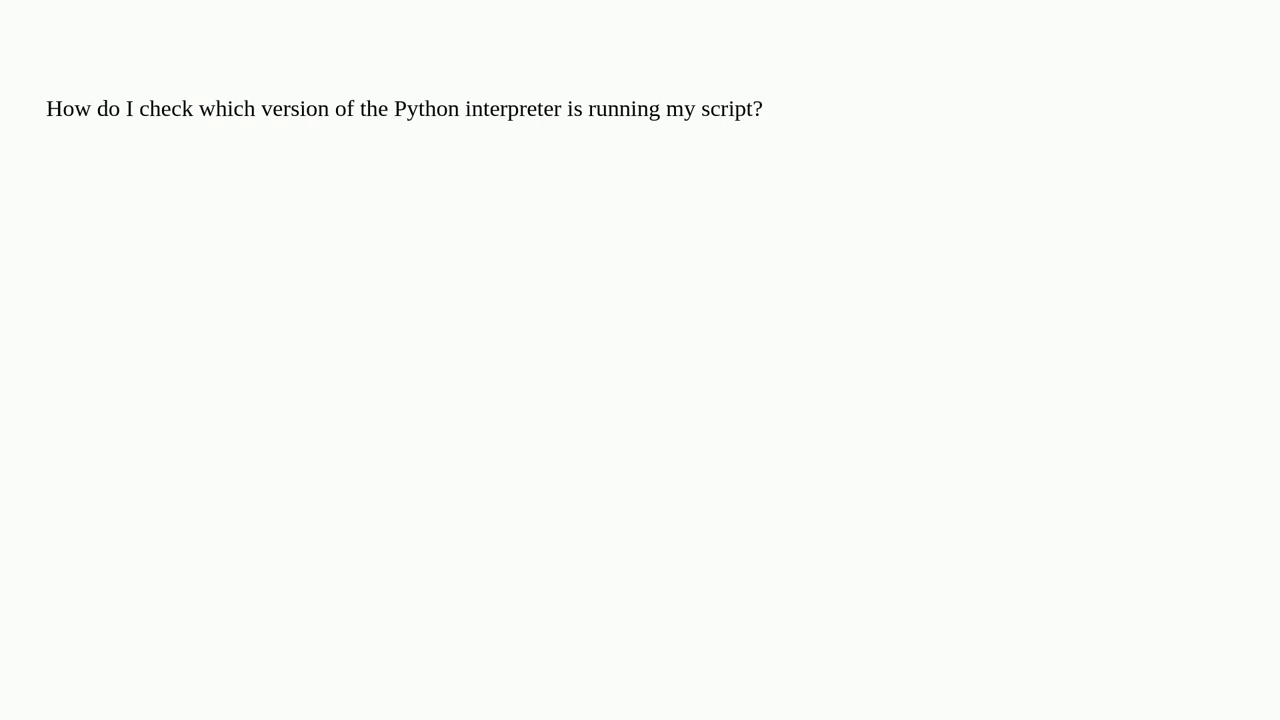 How do I check which version of the Python interpreter is running my script?